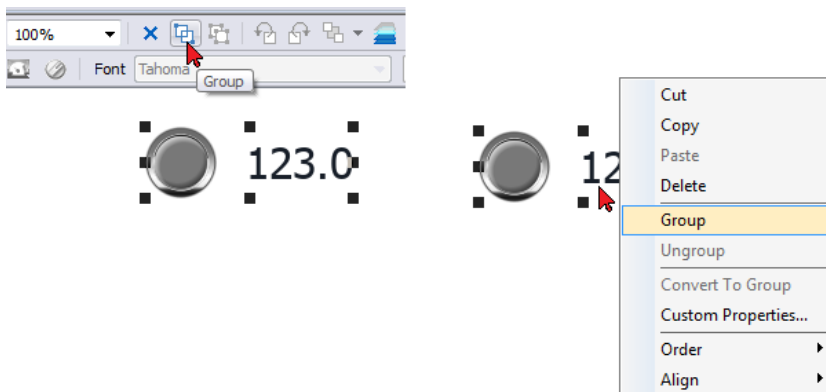 100%
Font Tahoma
Group
123.0
12
Cut
Copy
Paste
Delete
Group
Ungroup
Convert To Group
Custom Properties...
Order
Align